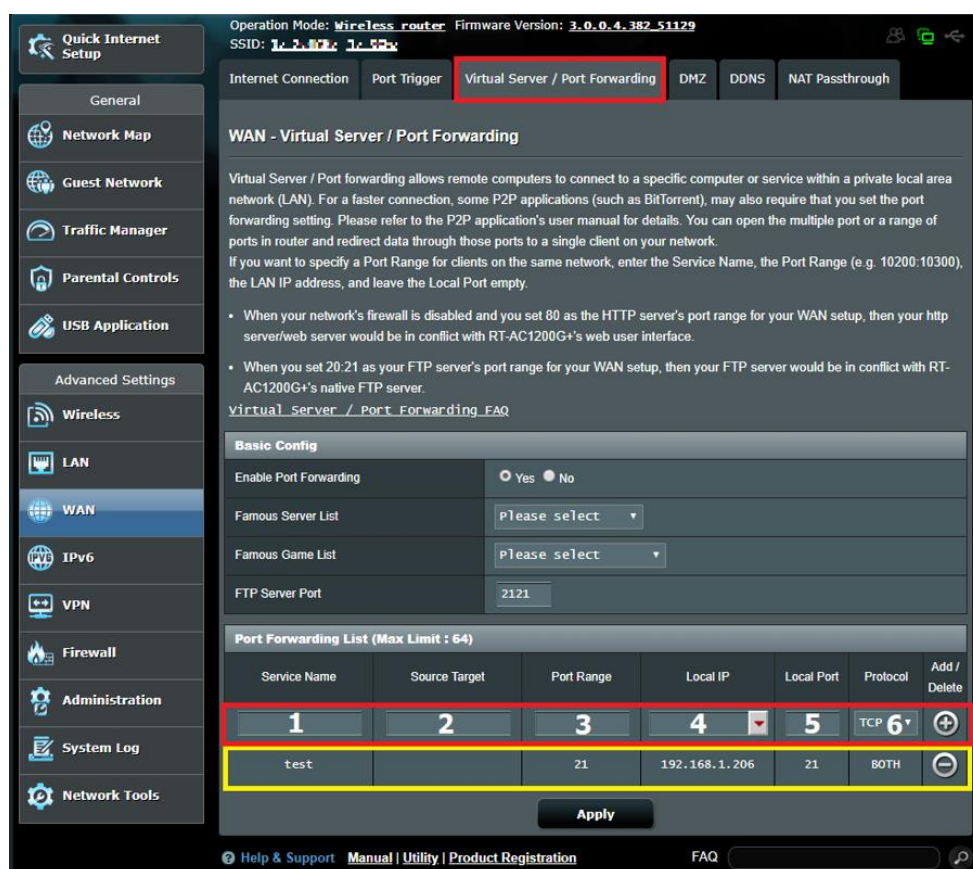 Operation Mode: Wireless router Firmware Version: 3.0.0.4.382_51129
SSID:
Quick Internet
Setup
Internet Connection Port Trigger Virtual Server / Port Forwarding DMZ DDNS NAT Passthrough
General
Network Map
Guest Network
Traffic Manager
Parental Controls
USB Application
Advanced Settings
Wireless
LAN
WAN
IPv6
VPN
Firewall
Administration
System Log
Network Tools
WAN - Virtual Server / Port Forwarding
Virtual Server / Port forwarding allows remote computers to connect to a specific computer or service within a private local area
network (LAN). For a faster connection, some P2P applications (such as BitTorrent), may also require that you set the port
forwarding setting. Please refer to the P2P application's user manual for details. You can open the multiple port or a range of
ports in router and redirect data through those ports to a single client on your network.
If you want to specify a Port Range for clients on the same network, enter the Service Name, the Port Range (e.g. 10200:10300),
the LAN IP address, and leave the Local Port empty.
• When your network's firewall is disabled and you set 80 as the HTTP server's port range for your WAN setup, then your http
server/web server would be in conflict with RT-AC1200G+'s web user interface.
• When you set 20:21 as your FTP server's port range for your WAN setup, then your FTP server would be in conflict with RT-
AC1200G+'s native FTP server.
Virtual Server / Port Forwarding FAQ
Basic Config
Enable Port Forwarding Yes No
Famous Server List Please select
Famous Game List Please select
FTP Server Port 2121
Port Forwarding List (Max Limit : 64)
Service Name Source Target Port Range Local IP Local Port Protocol Add /
Delete
1 2 3 4 5 TCP 6
test 21 192.168.1.206 21 BOTH
Apply
Help & Support Manual | Utility | Product Registration FAQ